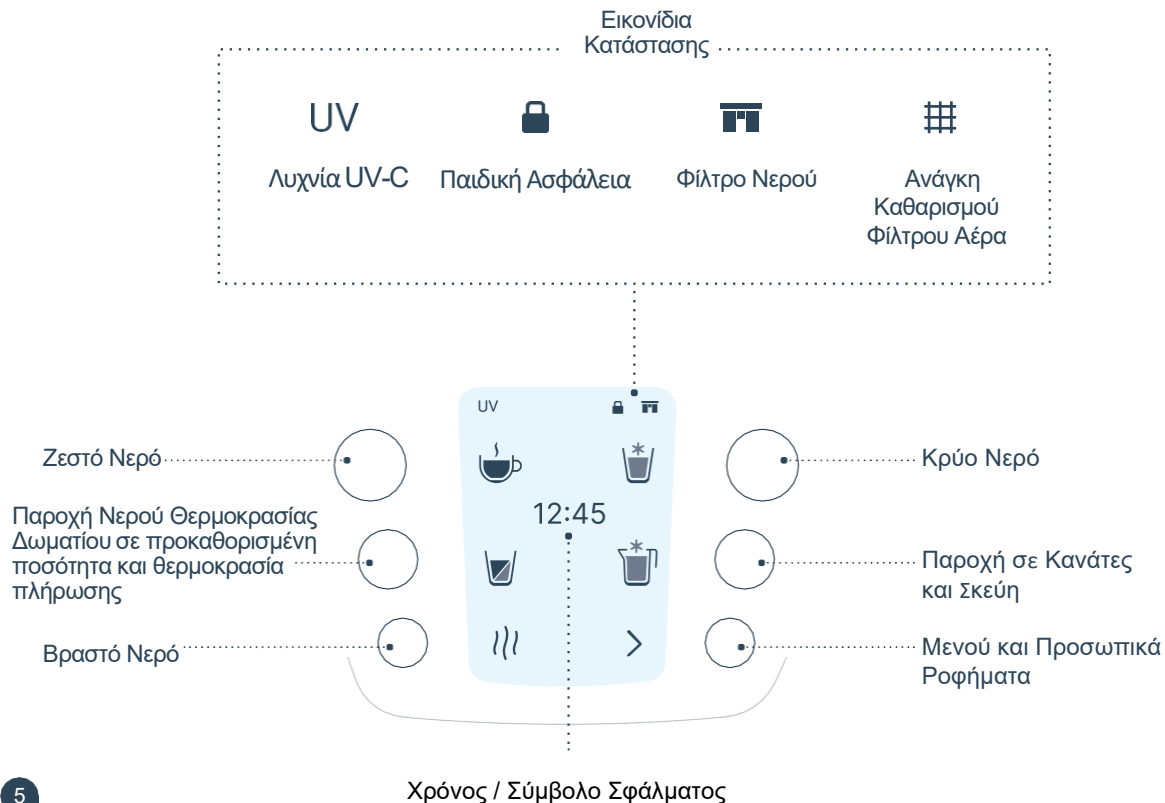 Εικονίδια
Κατάστασης
UV
Λυχνία UV-C
Παιδική Ασφάλεια
Φίλτρο Νερού
Ανάγκη
Καθαρισμού
Φίλτρου Αέρα
UV
12:45
Ζεστό Νερό
Παροχή Νερού Θερμοκρασίας
Δωματίου σε προκαθορισμένη
ποσότητα και θερμοκρασία
πλήρωσης
Βραστό Νερό
Κρύο Νερό
Παροχή σε Κανάτες
και Σκεύη
Μενού και Προσωπικά
Ροφήματα
Χρόνος / Σύμβολο Σφάλματος
5